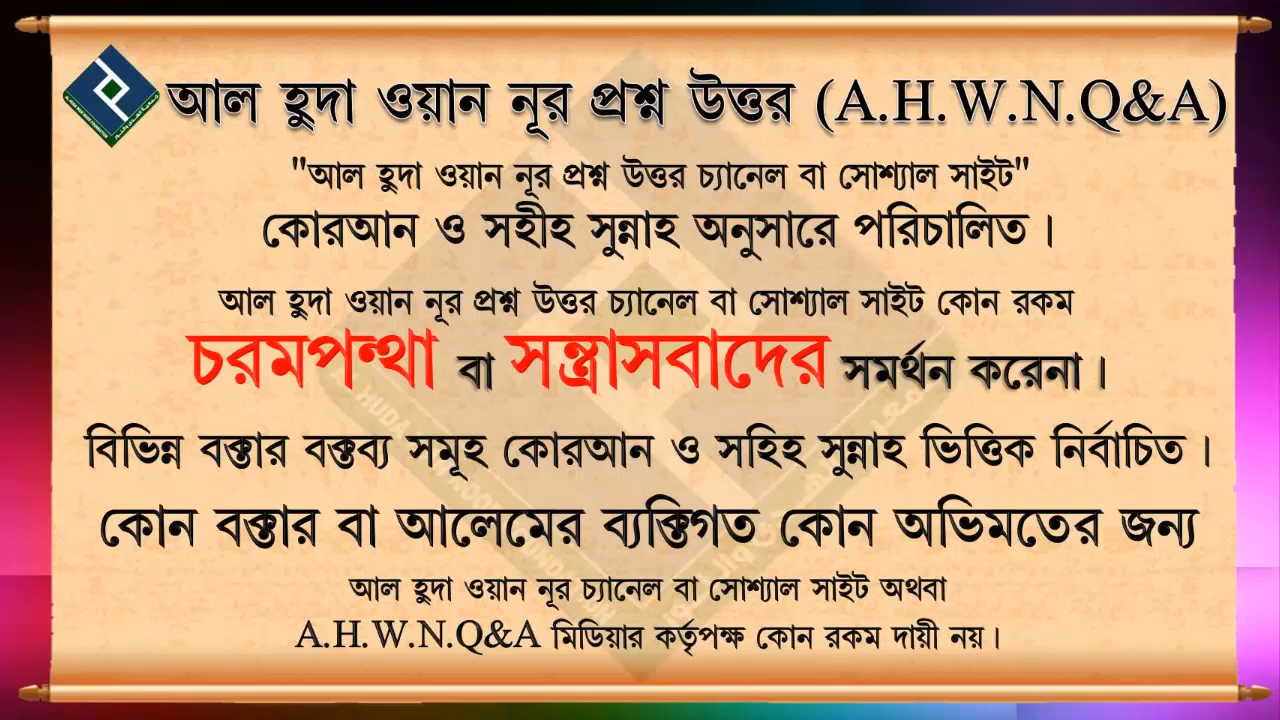 আল হুদা ওয়ান নূর প্রশ্ন উত্তর (A.H.W.N.Q&A)
"আল হুদা ওয়ান নূর প্রশ্ন উত্তর চ্যানেল বা সোশ্যাল সাইট"
কোরআন ও সহীহ সুন্নাহ অনুসারে পরিচালিত।
আল হুদা ওয়ান নূর প্রশ্ন উত্তর চ্যানেল বা সোশ্যাল সাইট কোন রকম
চরমপন্থা বা সন্ত্রাসবাদের সমর্থন করেনা।
বিভিন্ন বক্তার বক্তব্য সমূহ কোরআন ও সহিহ সুন্নাহ ভিত্তিক নির্বাচিত।
কোন বক্তার বা আলেমের ব্যক্তিগত কোন অভিমতের জন্য
আল হুদা ওয়ান নূর চ্যানেল বা সোশ্যাল সাইট অথবা
A.H.W.N.Q&A মিডিয়ার কর্তৃপক্ষ কোন রকম দায়ী নয়।